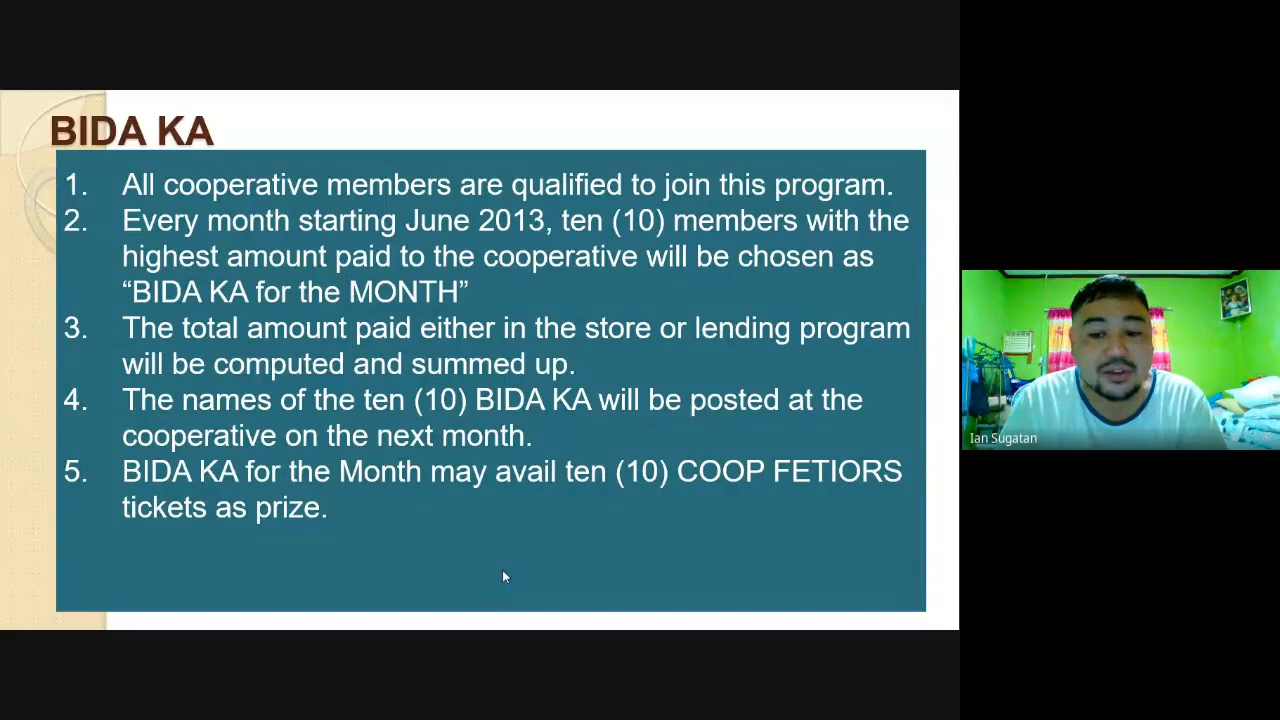 BIDA KA
1. All cooperative members are qualified to join this program.
2. Every month starting June 2013, ten (10) members with the
highest amount paid to the cooperative will be chosen as
“BIDA KA for the MONTH”
3. The total amount paid either in the store or lending program
will be computed and summed up.
4. The names of the ten (10) BIDA KA will be posted at the
cooperative on the next month.
5. BIDA KA for the Month may avail ten (10) COOP FETIORS
tickets as prize.
Ian Sugatan